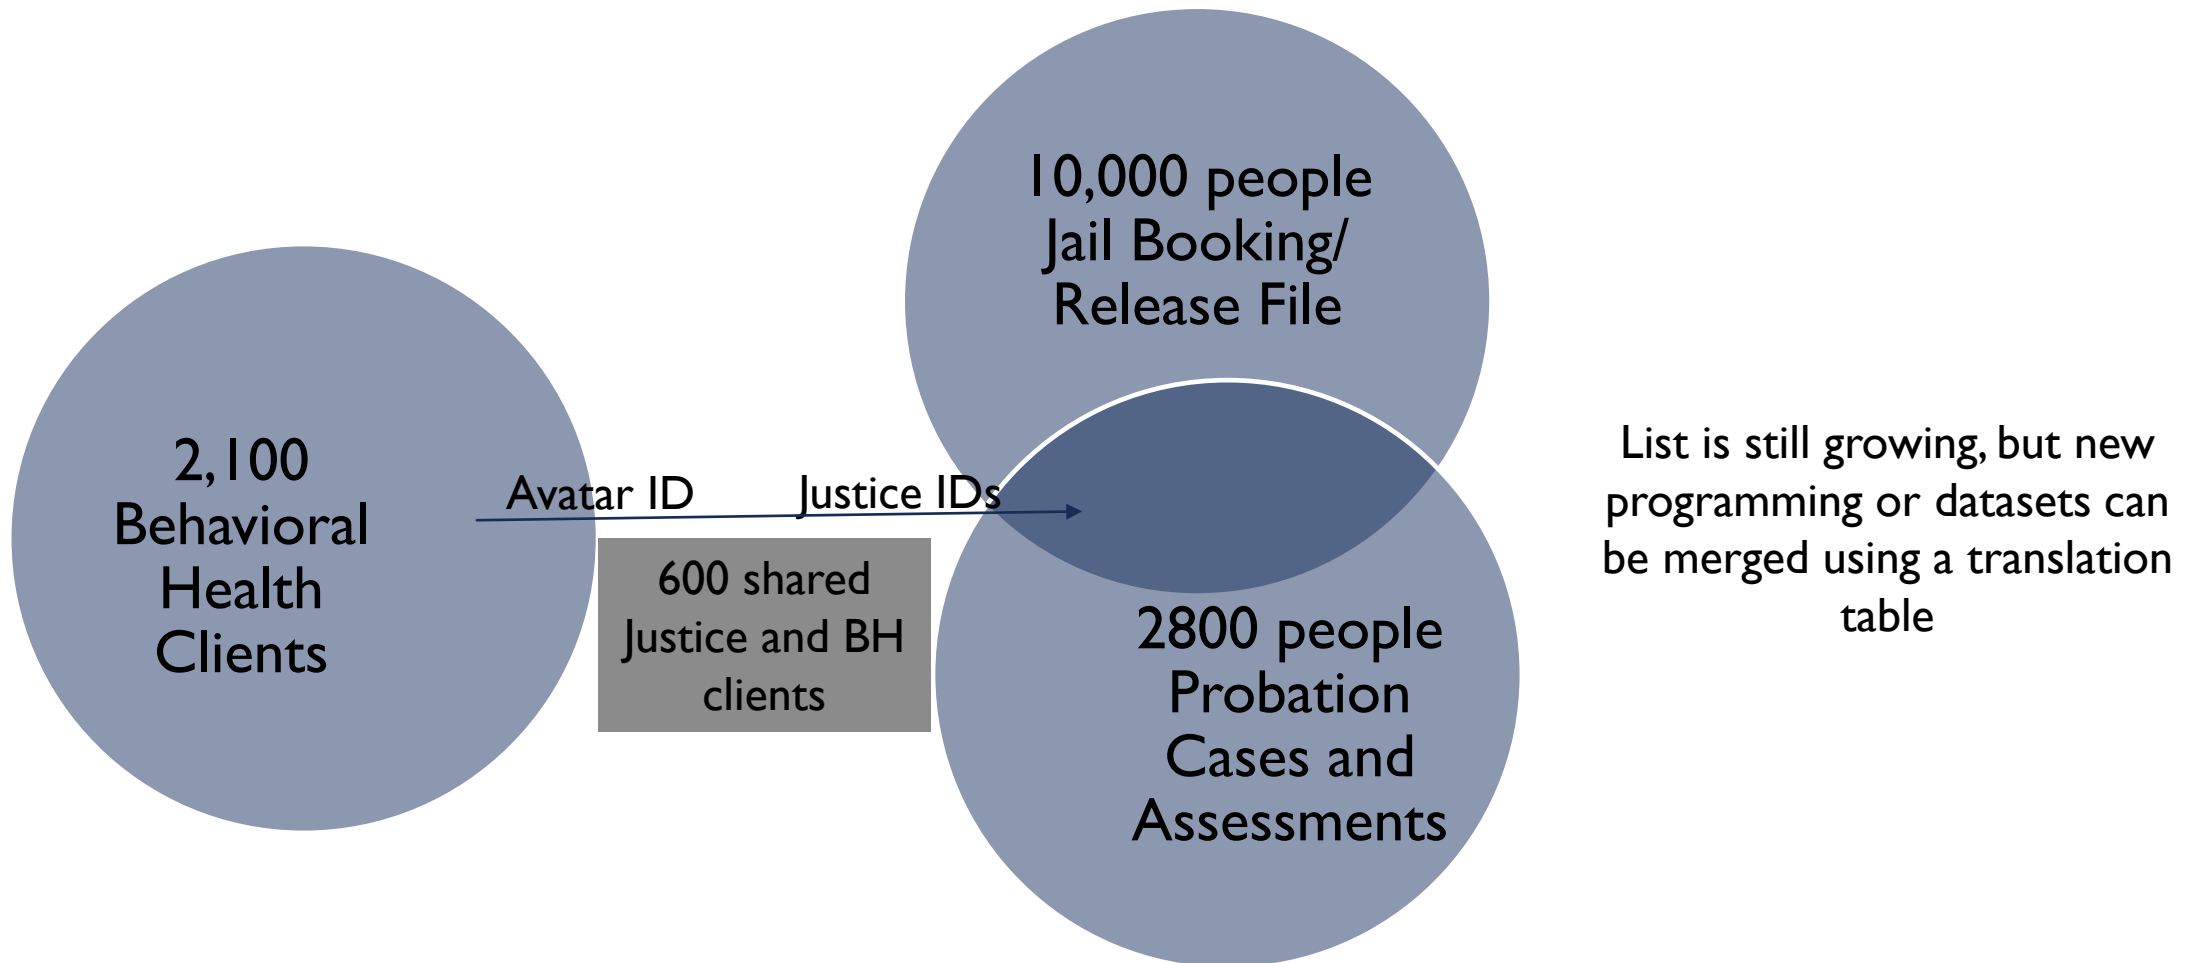 2,100
Behavioral
Health
Clients
Avatar ID
Justice IDs
600 shared
Justice and BH
clients
10,000 people
Jail Booking/
Release File
2800 people
Probation
Cases and
Assessments
List is still growing, but new
programming or datasets can
be merged using a translation
table